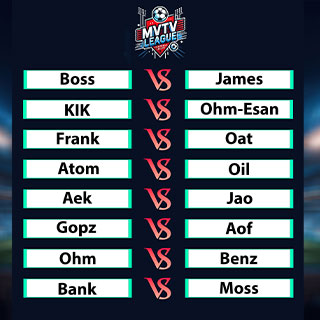 MVTV
LEAGUE
Boss VS James
KIK VS Ohm-Esan
Frank VS Oat
Atom VS Oil
Aek VS Jao
Gopz VS Aof
Ohm VS Benz
Bank VS Moss